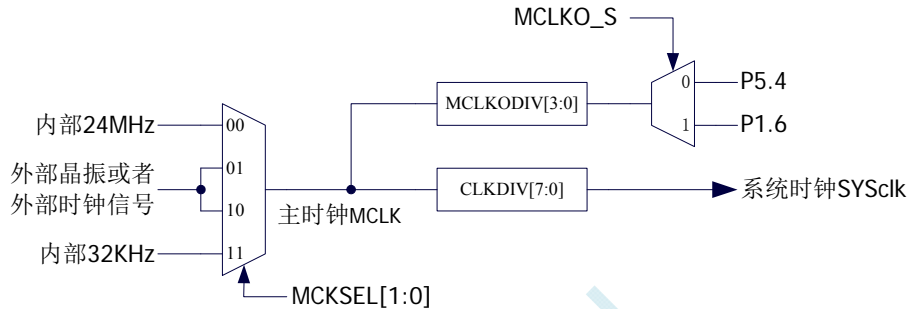 MCLKO_S
内部24MHz
外部晶振或者
外部时钟信号
内部32KHz
00
01
10
11
主时钟MCLK
MCKSEL[1:0]
MCLKODIV[3:0]
CLKDIV[7:0]
0
1
P5.4
P1.6
系统时钟SYSclk